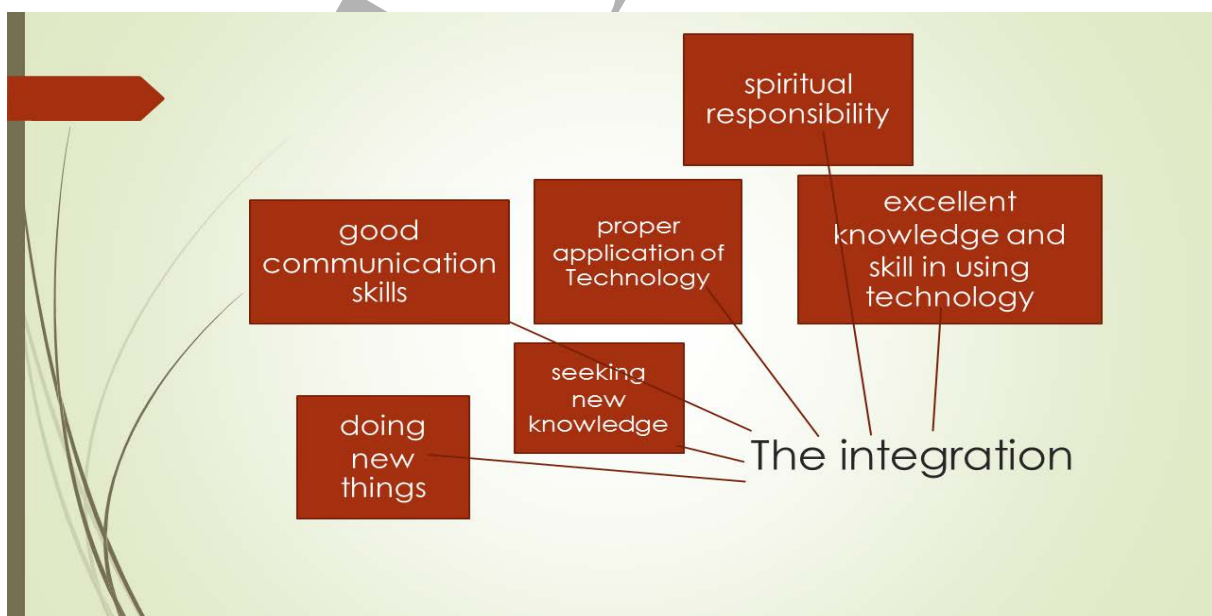 spiritual
responsibility
good
communication
skills
proper
application of
Technology
excellent
knowledge and
skill in using
technology
seeking
new
knowledge
doing
new
things
The integration